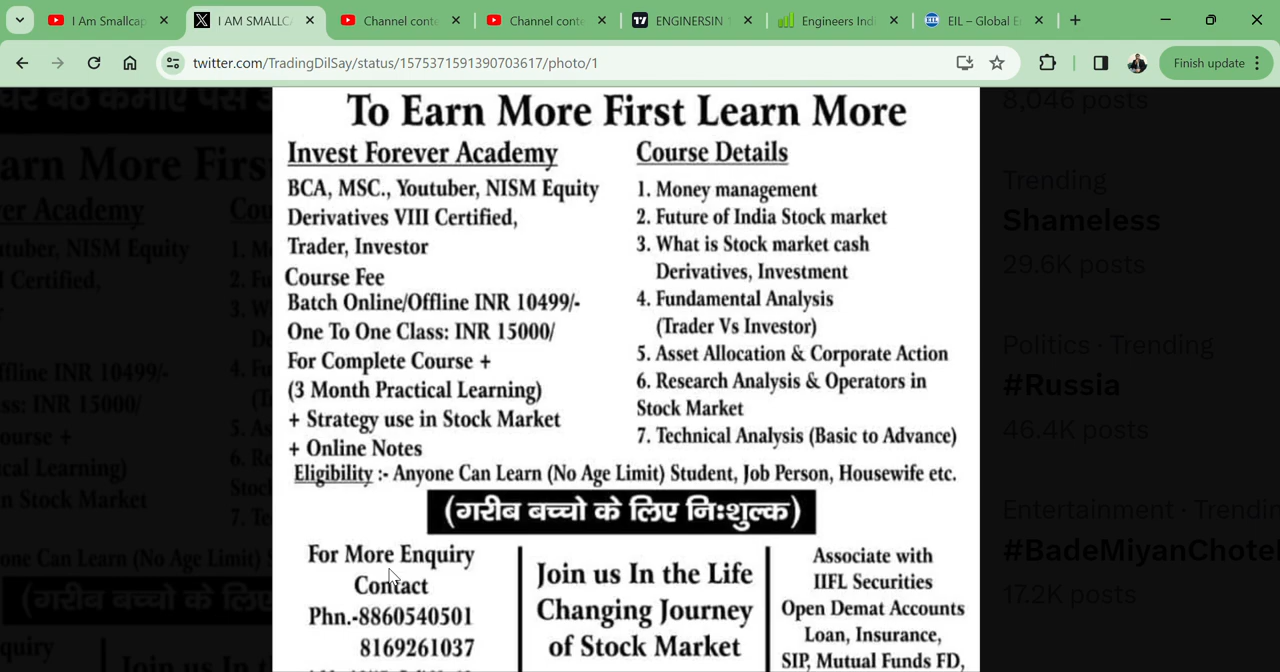 I Am Smallcap
I AM SMALLCA
Channel conte
Channel conte
ENGINERSIN
Engineers Indi
EIL – Global E
twitter.com/TradingDilSay/status/1575371591390703617/photo/1
Finish update
To Earn More First Learn More
Invest Forever Academy
BCA, MSC., Youtuber, NISM Equity
Derivatives VIII Certified,
Trader, Investor
Course Fee
Batch Online/Offline INR 10499/-
One To One Class: INR 15000/
For Complete Course +
(3 Month Practical Learning)
+ Strategy use in Stock Market
+ Online Notes
Course Details
1. Money management
2. Future of India Stock market
3. What is Stock market cash
Derivatives, Investment
4. Fundamental Analysis
(Trader Vs Investor)
5. Asset Allocation & Corporate Action
6. Research Analysis & Operators in
Stock Market
7. Technical Analysis (Basic to Advance)
Eligibility :- Anyone Can Learn (No Age Limit) Student, Job Person, Housewife etc.
(गरीब बच्चो के लिए निःशुल्क)
For More Enquiry
Contact
Phn.-8860540501
8169261037
Join us In the Life
Changing Journey
of Stock Market
Associate with
IIFL Securities
Open Demat Accounts
Loan, Insurance,
SIP, Mutual Funds FD,
8,046 posts
Trending
Shameless
29.6K posts
Politics · Trending
#Russia
46.4K posts
Entertainment · Trending
#BadeMiyanChote
17.2K posts